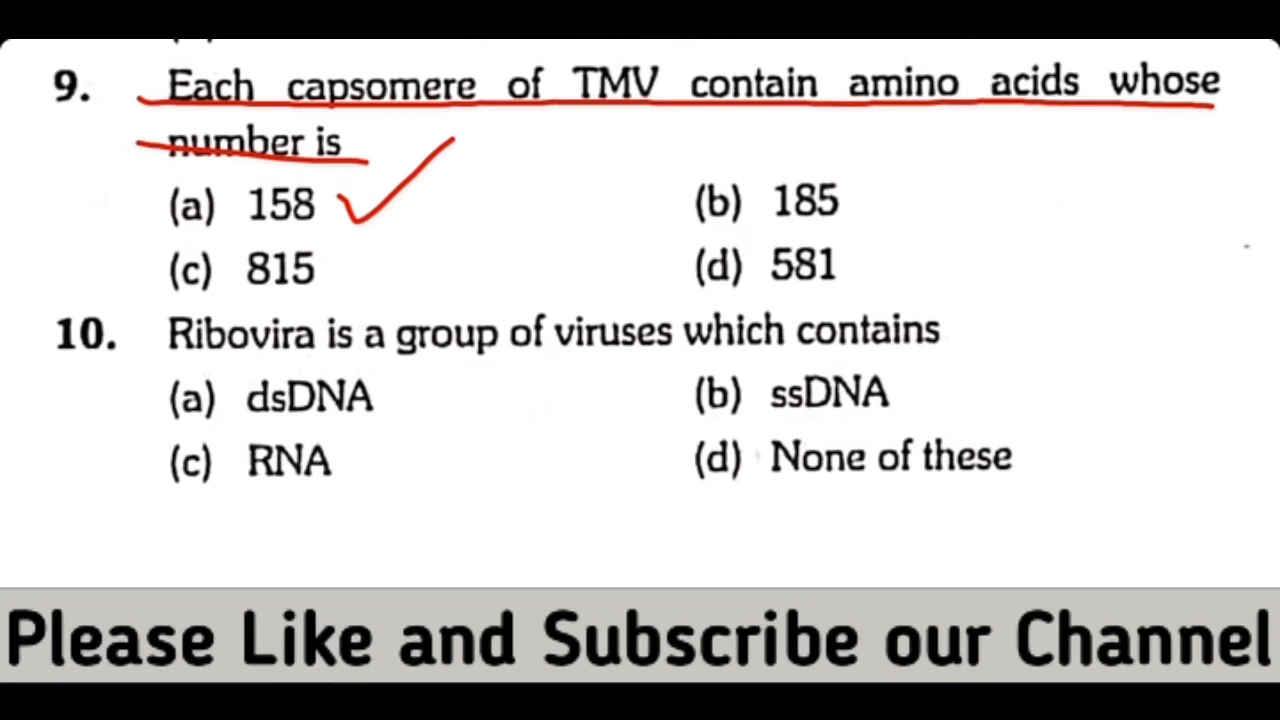 9. Each capsomere of TMV contain amino acids whose
number is
(a) 158 (b) 185
(c) 815 (d) 581
10. Ribovira is a group of viruses which contains
(a) dsDNA (b) ssDNA
(c) RNA (d) None of these
Please Like and Subscribe our Channel